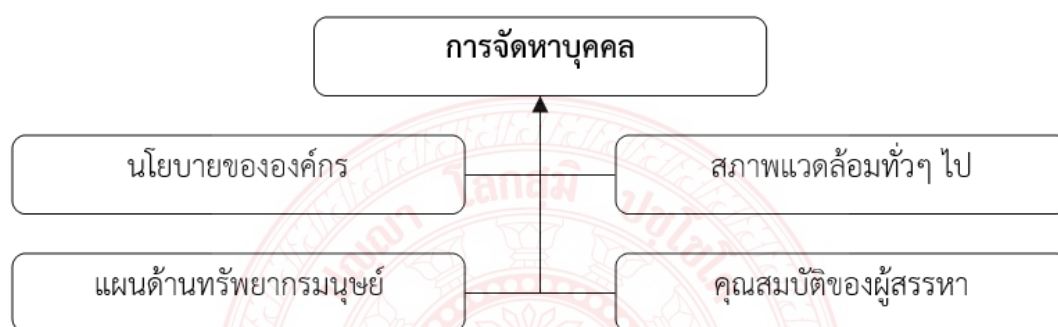 การจัดหาบุคคล
นโยบายขององค์กร
สภาพแวดล้อมทั่วๆ ไป
แผนด้านทรัพยากรมนุษย์
คุณสมบัติของผู้สรรหา